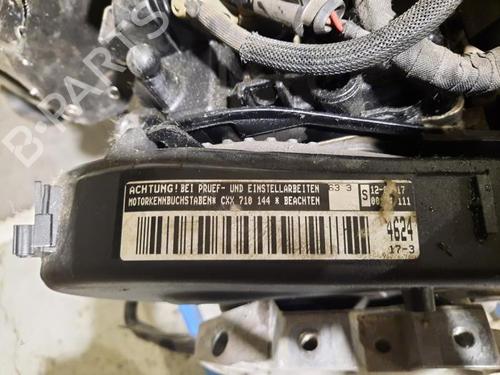 B-PARTS
ACHTUNG! BEI PRUEF- UND EINSTELLARBEITEN
MOTORKENNBUCHSTABEN* CXX 710 144 * BEACHTEN
S
4624
17-3